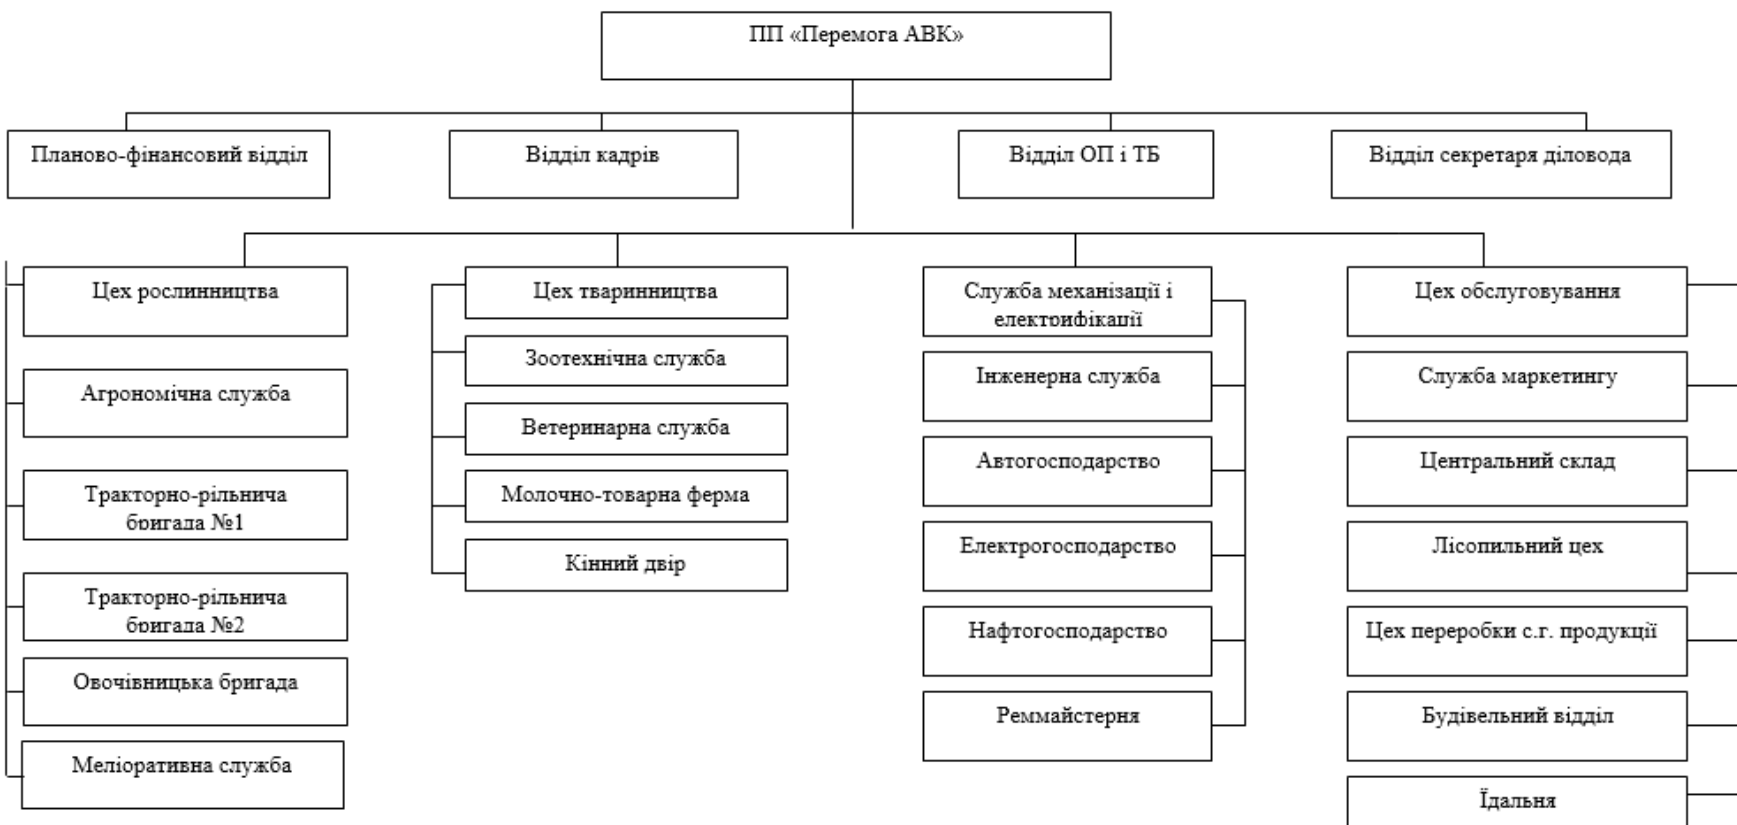 ПП «Перемога АВК»
Планово-фінансовий відділ
Відділ кадрів
Відділ ОП і ТБ
Відділ секретаря діловода
Цех рослинництва
Агрономічна служба
Тракторно-рільнича
бригада №1
Тракторно-рільнича
бригада №2
Овочівницька бригада
Меліоративна служба
Цех тваринництва
Зоотехнічна служба
Ветеринарна служба
Молочно-товарна ферма
Кінний двір
Служба механізації і
електрифікації
Інженерна служба
Автогосподарство
Електрогосподарство
Нафтогосподарство
Реммайстерня
Цех обслуговування
Служба маркетингу
Центральний склад
Лісопильний цех
Цех переробки с.г. продукції
Будівельний відділ
Їдальня